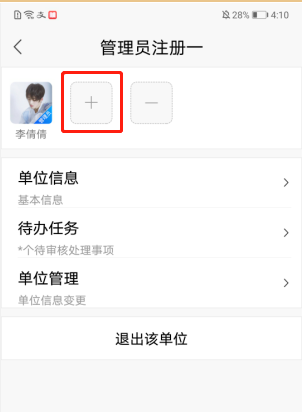 28% 4:10
管理员注册一
李倩倩
单位信息
基本信息
待办任务
*个待审核处理事项
单位管理
单位信息变更
退出该单位